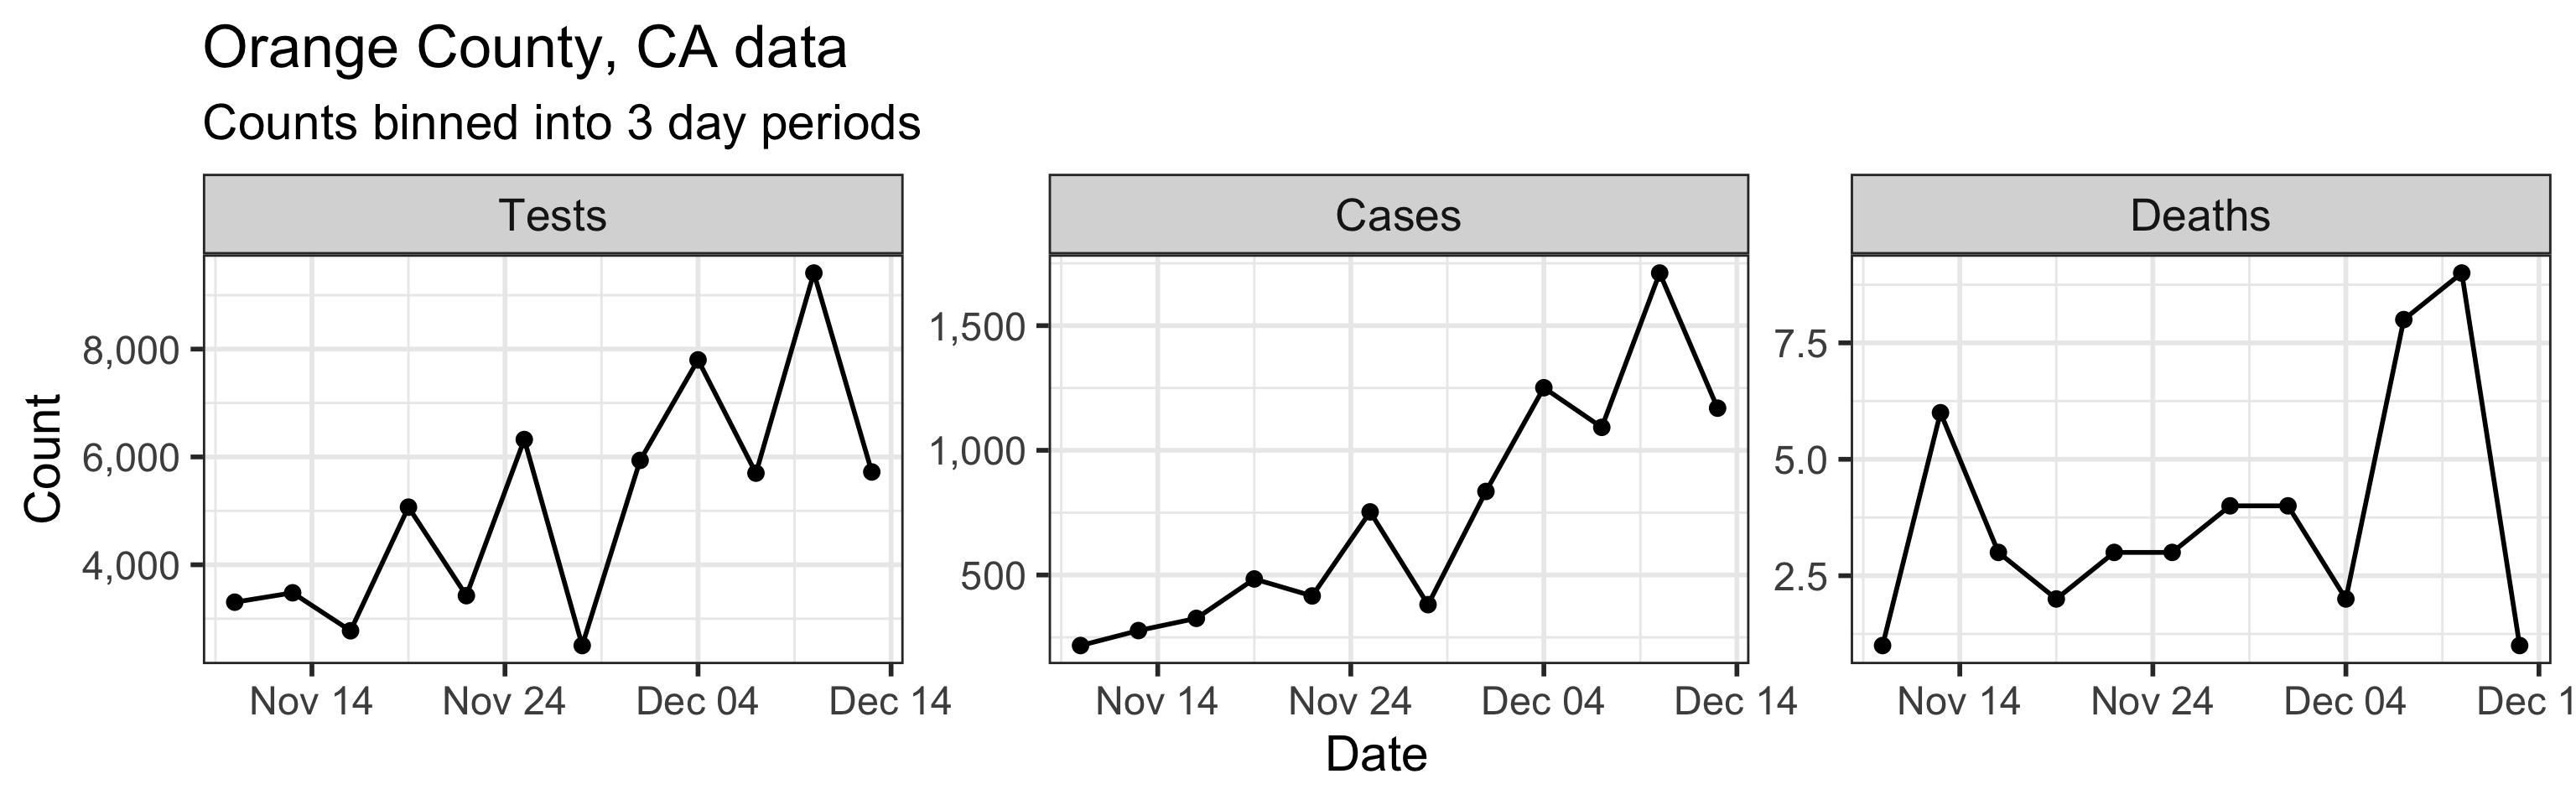 Orange County, CA data
Counts binned into 3 day periods
Tests
Cases
Deaths
Count
8,000
6,000
4,000
1,500
1,000
500
7.5
5.0
2.5
Nov 14 Nov 24 Dec 04 Dec 14
Nov 14 Nov 24 Dec 04 Dec 14
Nov 14 Nov 24 Dec 04 Dec 1
Date